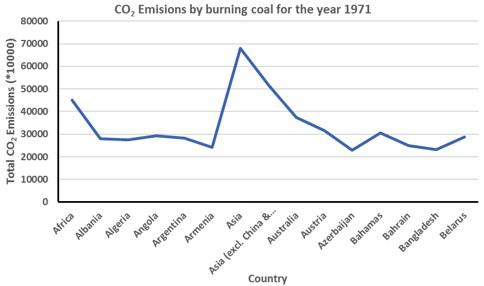 CO₂ Emisions by burning coal for the year 1971
Total CO₂ Emissions (*10000)
80000
70000
60000
50000
40000
30000
20000
10000
0
Africa
Albania
Algeria
Angola
Argentina
Armenia
Asia
Asia (excl. China &...
Australia
Austria
Azerbaijan
Bahamas
Bahrain
Bangladesh
Belarus
Country